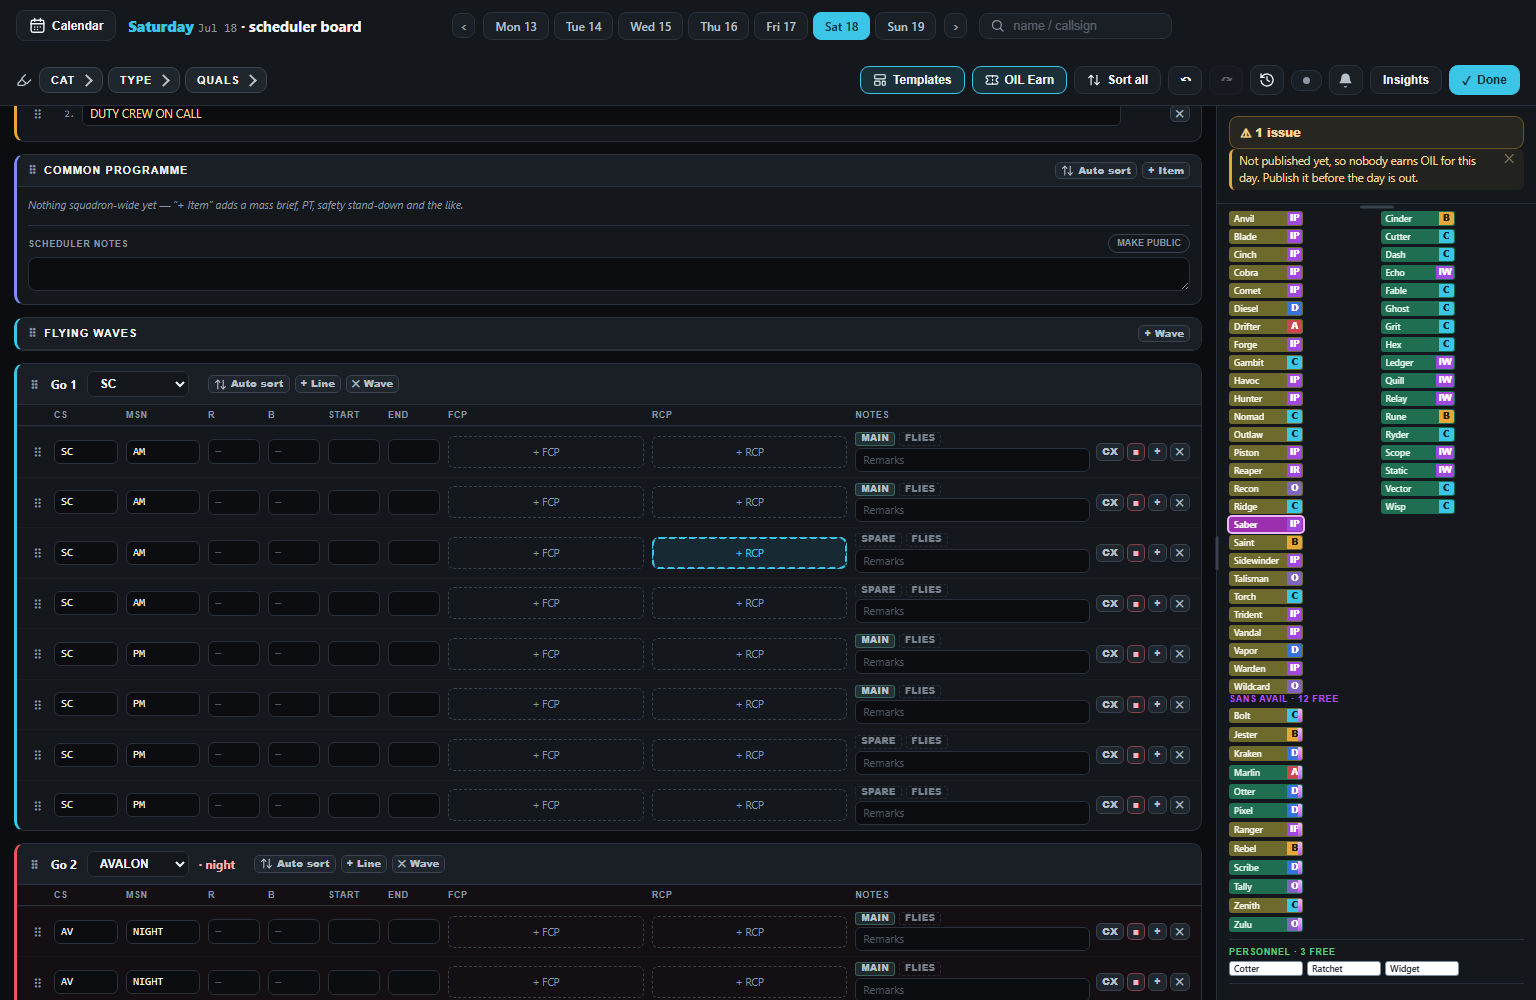 Calendar
Saturday Jul 18 · scheduler board
‹ Mon 13 Tue 14 Wed 15 Thu 16 Fri 17 Sat 18 Sun 19 ›
name / callsign
CAT TYPE QUALS
Templates OIL Earn Sort all Insights ✓ Done
2. DUTY CREW ON CALL
COMMON PROGRAMME Auto sort + Item
Nothing squadron-wide yet — "+ Item" adds a mass brief, PT, safety stand-down and the like.
SCHEDULER NOTES MAKE PUBLIC
FLYING WAVES + Wave
Go 1 SC Auto sort + Line × Wave
CS MSN R B START END FCP RCP NOTES
MAIN FLIES
SC AM – – + FCP + RCP Remarks CX + ×
MAIN FLIES
SC AM – – + FCP + RCP Remarks CX + ×
SPARE FLIES
SC AM – – + FCP + RCP Remarks CX + ×
SPARE FLIES
SC AM – – + FCP + RCP Remarks CX + ×
MAIN FLIES
SC PM – – + FCP + RCP Remarks CX + ×
MAIN FLIES
SC PM – – + FCP + RCP Remarks CX + ×
SPARE FLIES
SC PM – – + FCP + RCP Remarks CX + ×
SPARE FLIES
SC PM – – + FCP + RCP Remarks CX + ×
Go 2 AVALON · night Auto sort + Line × Wave
CS MSN R B START END FCP RCP NOTES
MAIN FLIES
AV NIGHT – – + FCP + RCP Remarks CX + ×
MAIN FLIES
AV NIGHT – – + FCP + RCP Remarks CX + ×
⚠ 1 issue
Not published yet, so nobody earns OIL for this
day. Publish it before the day is out.
Anvil IP
Blade IP
Cinch IP
Cobra IP
Comet IP
Diesel D
Drifter A
Forge IP
Gambit C
Havoc IP
Hunter IP
Nomad C
Outlaw C
Piston IP
Reaper IR
Recon O
Ridge C
Saber IP
Saint B
Sidewinder IP
Talisman O
Torch C
Trident IP
Vandal IP
Vapor D
Warden IP
Wildcard O
Cinder B
Cutter C
Dash C
Echo IW
Fable C
Ghost C
Grit C
Hex C
Ledger IW
Quill IW
Relay IW
Rune B
Ryder C
Scope IW
Static IW
Vector C
Wisp C
SANS AVAIL · 12 FREE
Bolt C
Jester B
Kraken D
Marlin A
Otter D
Pixel D
Ranger IP
Rebel B
Scribe D
Tally O
Zenith C
Zulu O
PERSONNEL · 3 FREE
Cotter Ratchet Widget